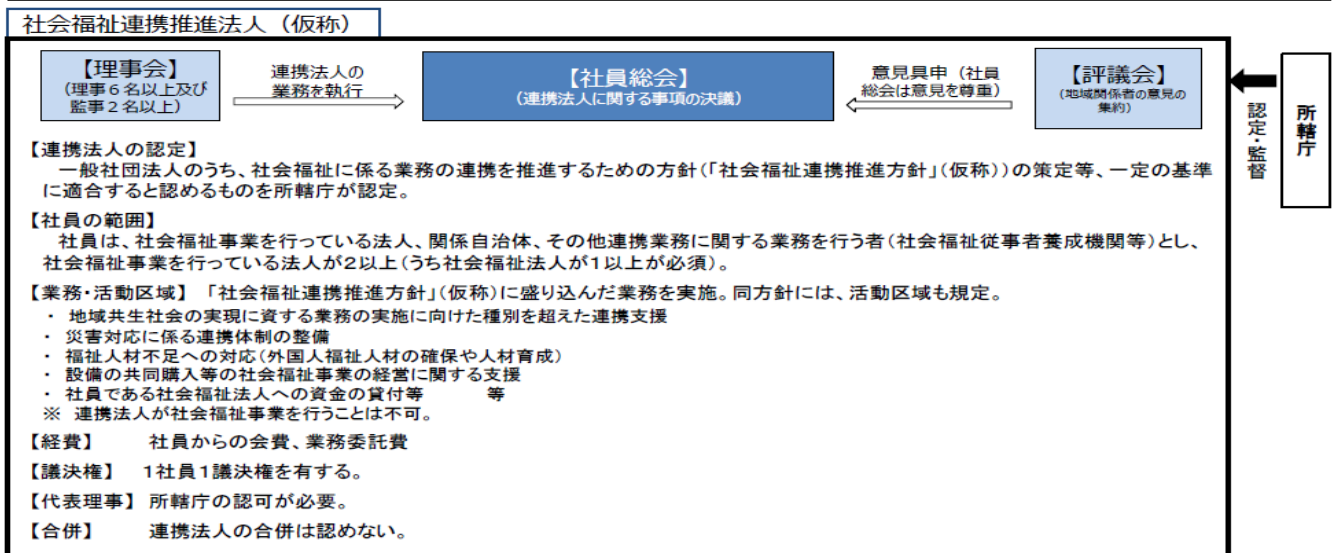 社会福祉連携推進法人（仮称）
【理事会】
（理事６名以上及び
監事２名以上）
連携法人の
業務を執行
【社員総会】
（連携法人に関する事項の決議）
意見具申（社員
総会は意見を尊重）
【評議会】
（地域関係者の意見の
集約）
認定・監督
所轄庁
【連携法人の認定】
一般社団法人のうち、社会福祉に係る業務の連携を推進するための方針（「社会福祉連携推進方針」（仮称））の策定等、一定の基準
に適合すると認めるものを所轄庁が認定。
【社員の範囲】
社員は、社会福祉事業を行っている法人、関係自治体、その他連携業務に関する業務を行う者（社会福祉従事者養成機関等）とし、
社会福祉事業を行っている法人が２以上（うち社会福祉法人が１以上が必須）。
【業務・活動区域】 「社会福祉連携推進方針」（仮称）に盛り込んだ業務を実施。同方針には、活動区域も規定。
・ 地域共生社会の実現に資する業務の実施に向けた種別を超えた連携支援
・ 災害対応に係る連携体制の整備
・ 福祉人材不足への対応（外国人福祉人材の確保や人材育成）
・ 設備の共同購入等の社会福祉事業の経営に関する支援
・ 社員である社会福祉法人への資金の貸付等 等
※ 連携法人が社会福祉事業を行うことは不可。
【経費】 社員からの会費、業務委託費
【議決権】 １社員１議決権を有する。
【代表理事】 所轄庁の認可が必要。
【合併】 連携法人の合併は認めない。